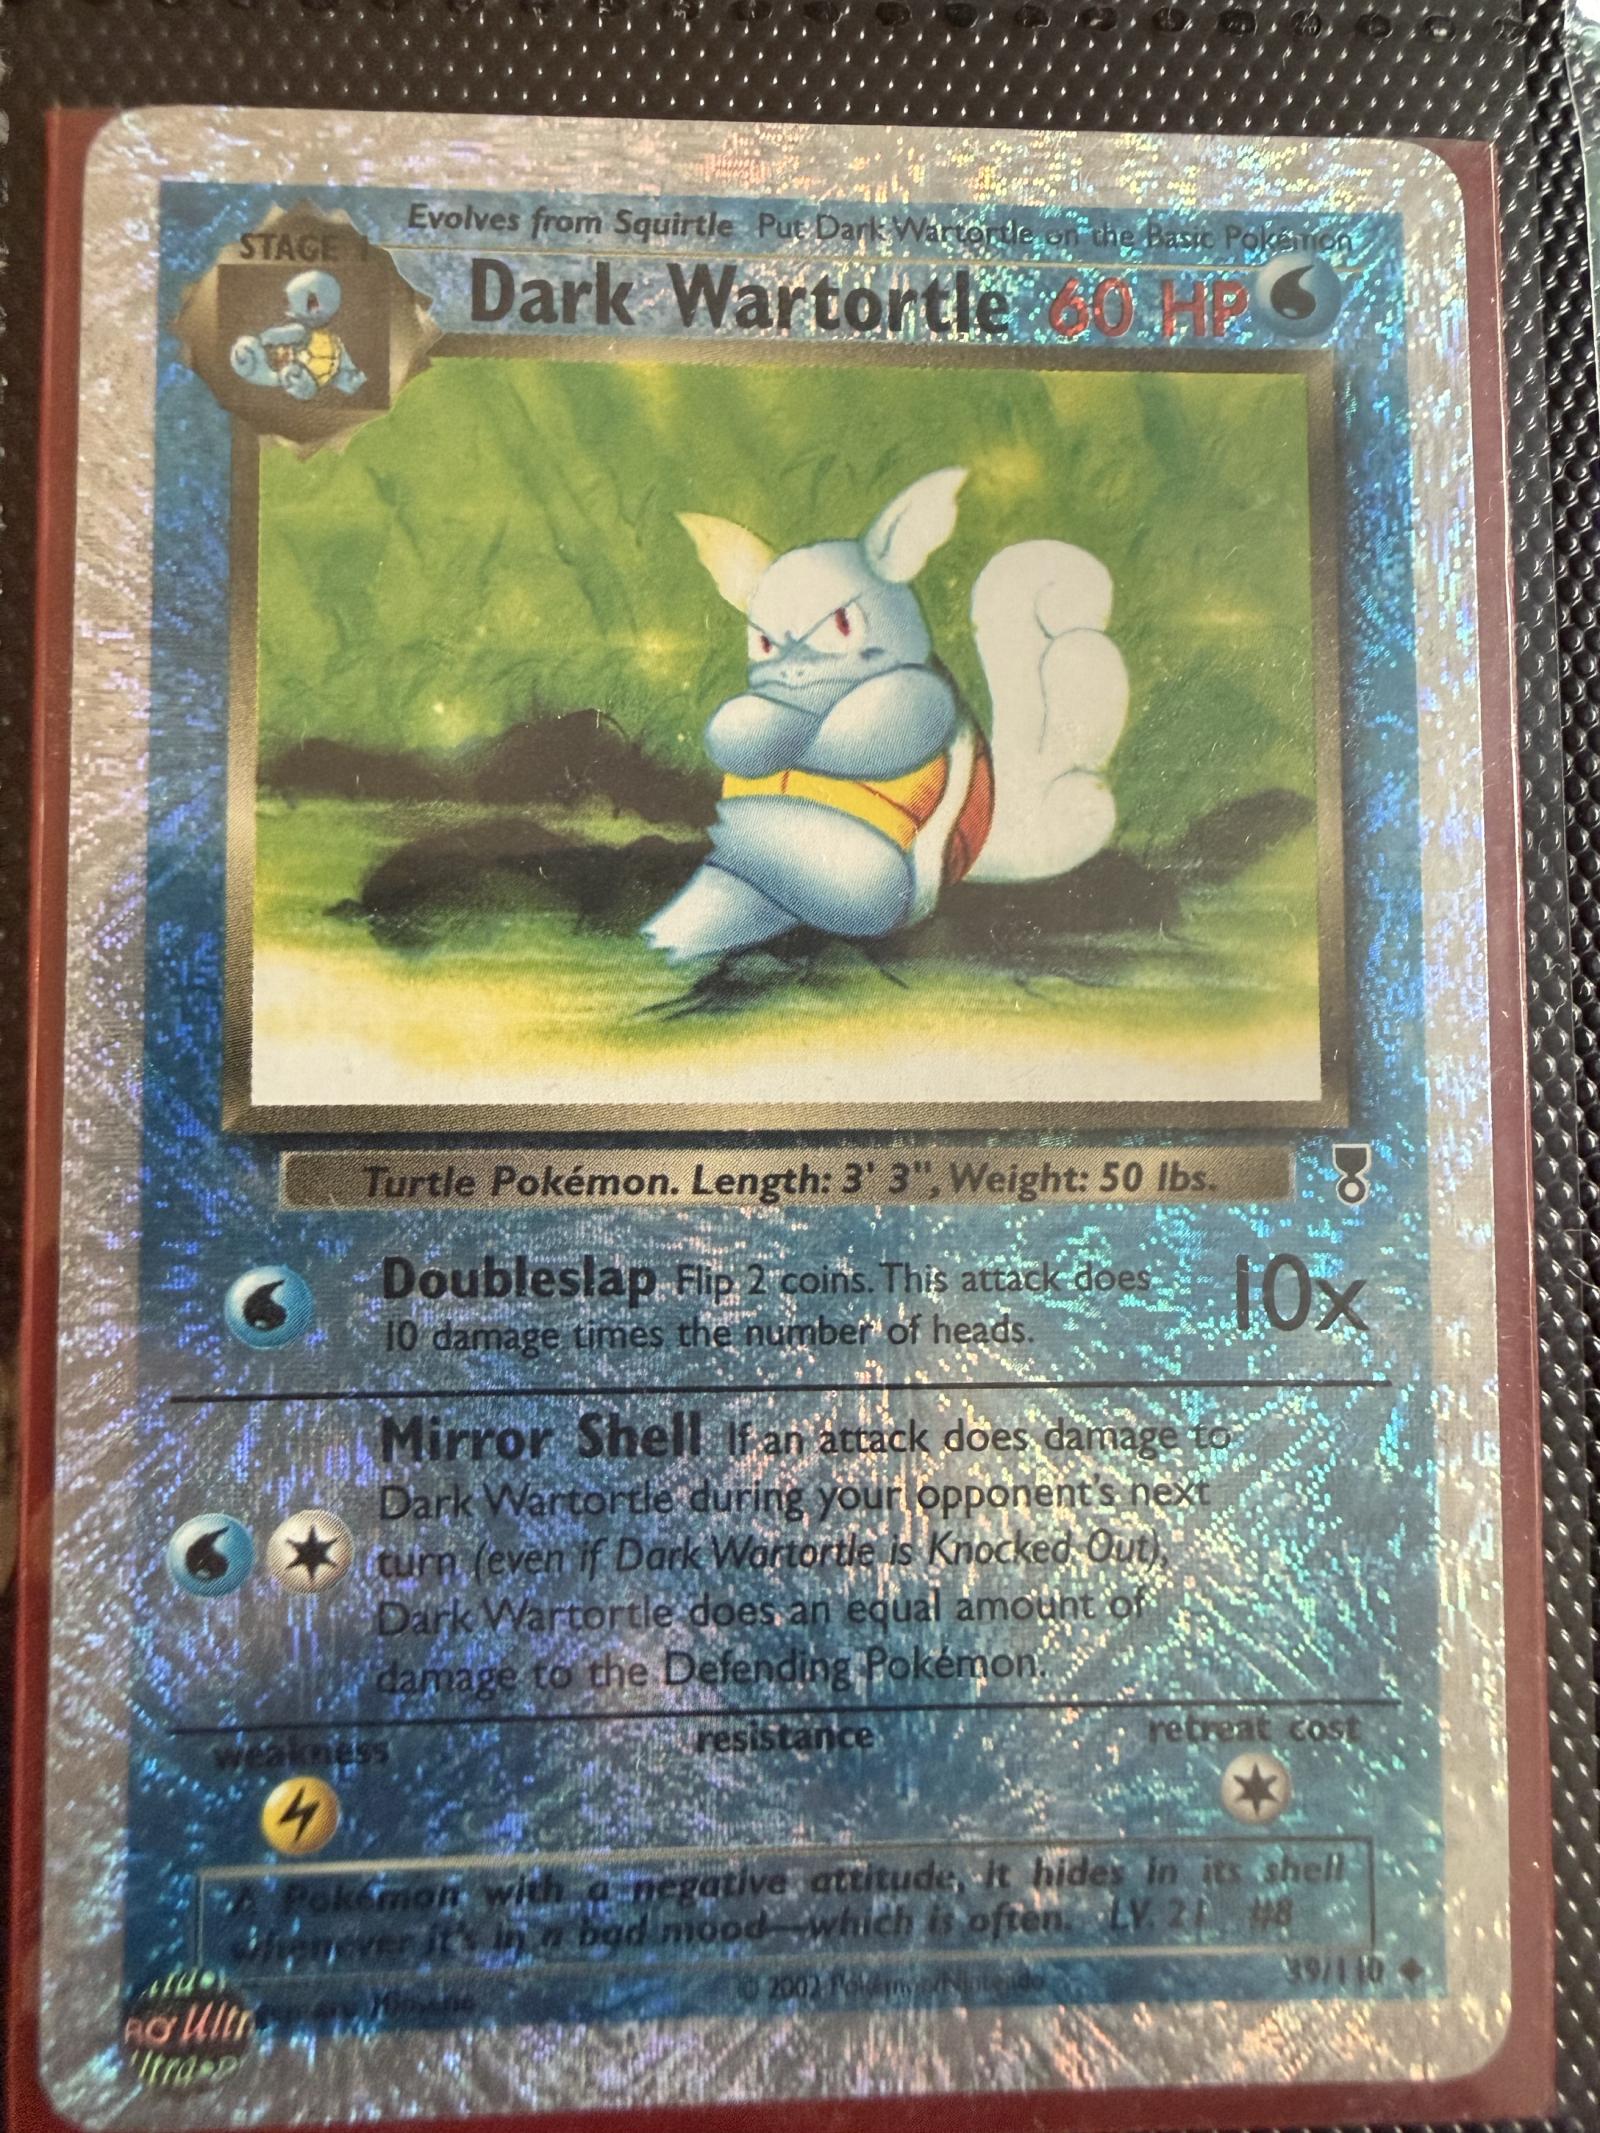 Evolves from Squirtle Put Dark Wartortle on the Basic Pokémon
STAGE 1
Dark Wartortle 60 HP
Turtle Pokémon. Length: 3' 3", Weight: 50 lbs.
Doubleslap Flip 2 coins. This attack does
10 damage times the number of heads.
10x
Mirror Shell If an attack does damage to
Dark Wartortle during your opponent's next
turn (even if Dark Wartortle is Knocked Out),
Dark Wartortle does an equal amount of
damage to the Defending Pokémon.
weakness resistance retreat cost
A Pokémon with a negative attitude, it hides in its shell
whenever it's in a bad mood—which is often. LV. 21 #8
39/110
© 2002 Pokémon/Nintendo